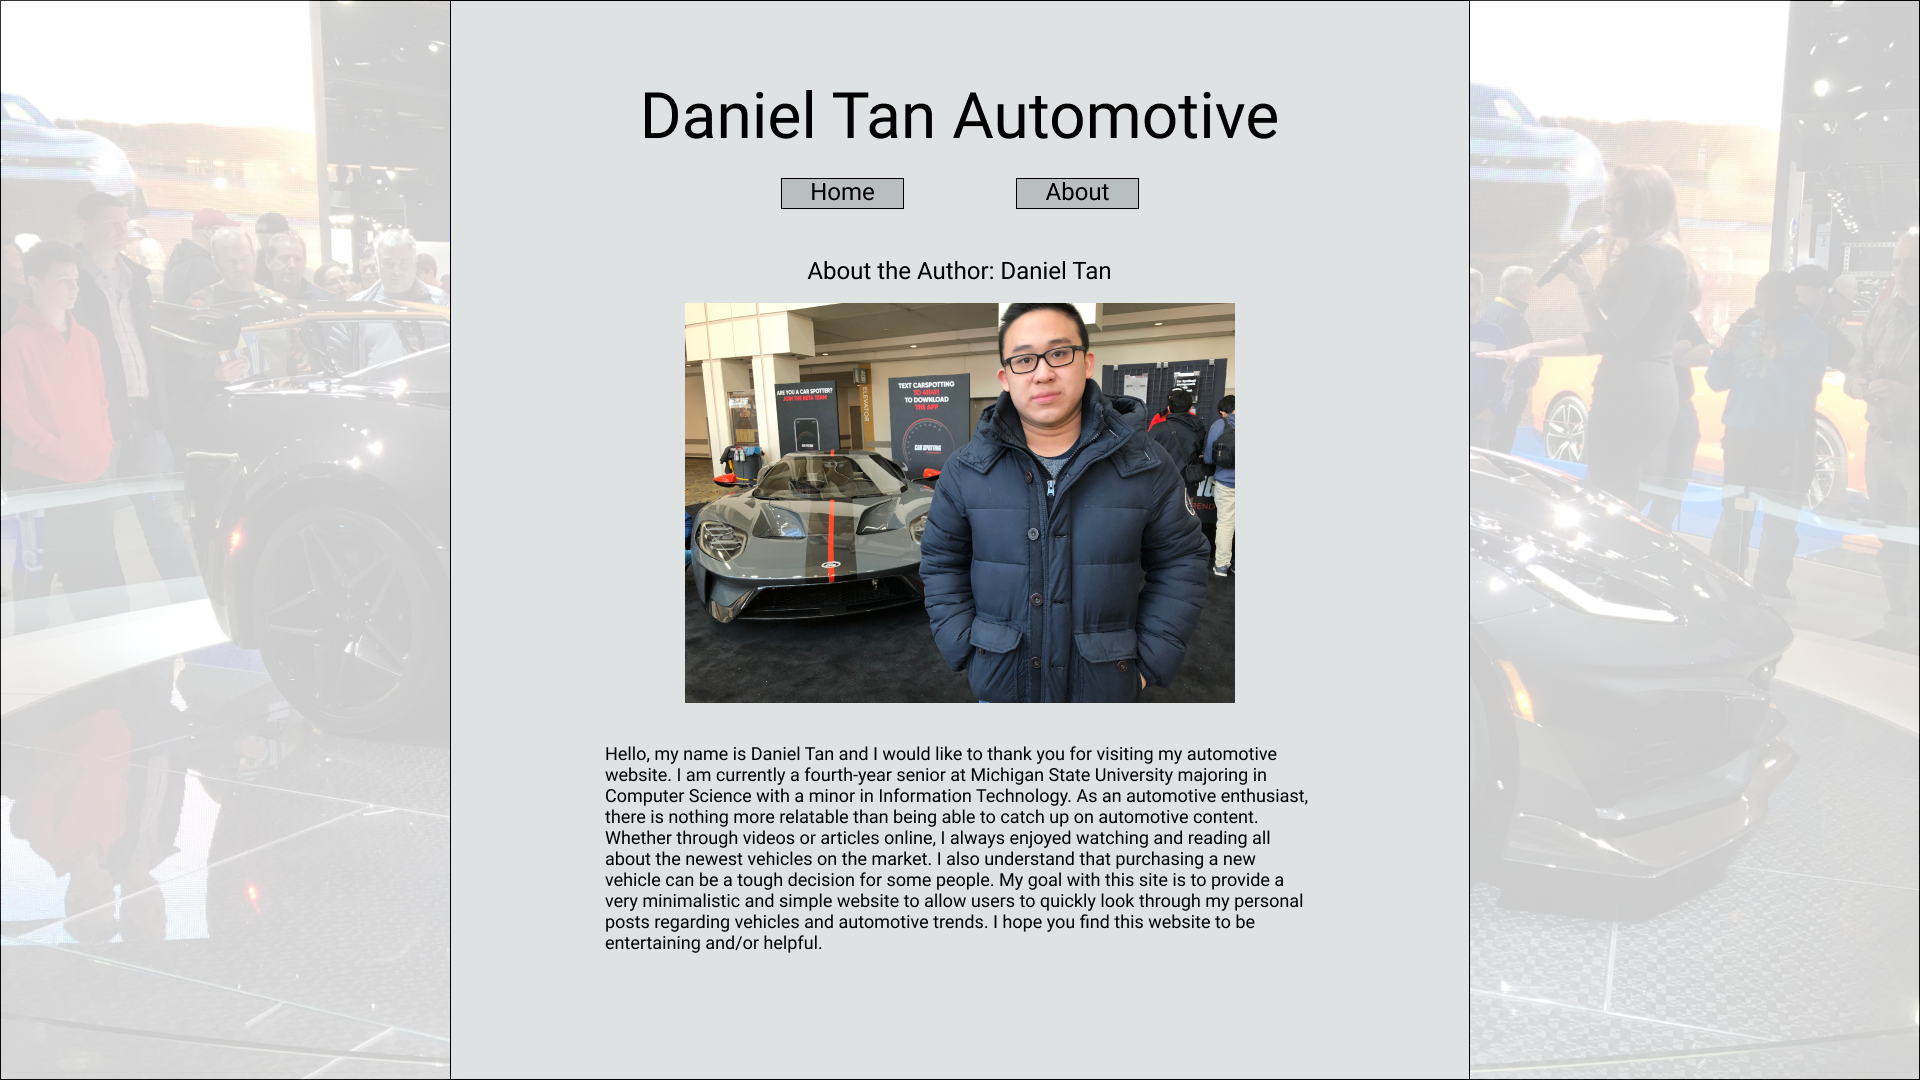 Daniel Tan Automotive
Home
About
About the Author: Daniel Tan
ARE YOU A CAR SPOTTER?
JOIN THE BETA TEAM
ELEVATOR
TEXT CARSPOTTING
TO DOWNLOAD
THE APP
CAR SPOTTING
Hello, my name is Daniel Tan and I would like to thank you for visiting my automotive
website. I am currently a fourth-year senior at Michigan State University majoring in
Computer Science with a minor in Information Technology. As an automotive enthusiast,
there is nothing more relatable than being able to catch up on automotive content.
Whether through videos or articles online, I always enjoyed watching and reading all
about the newest vehicles on the market. I also understand that purchasing a new
vehicle can be a tough decision for some people. My goal with this site is to provide a
very minimalistic and simple website to allow users to quickly look through my personal
posts regarding vehicles and automotive trends. I hope you find this website to be
entertaining and/or helpful.